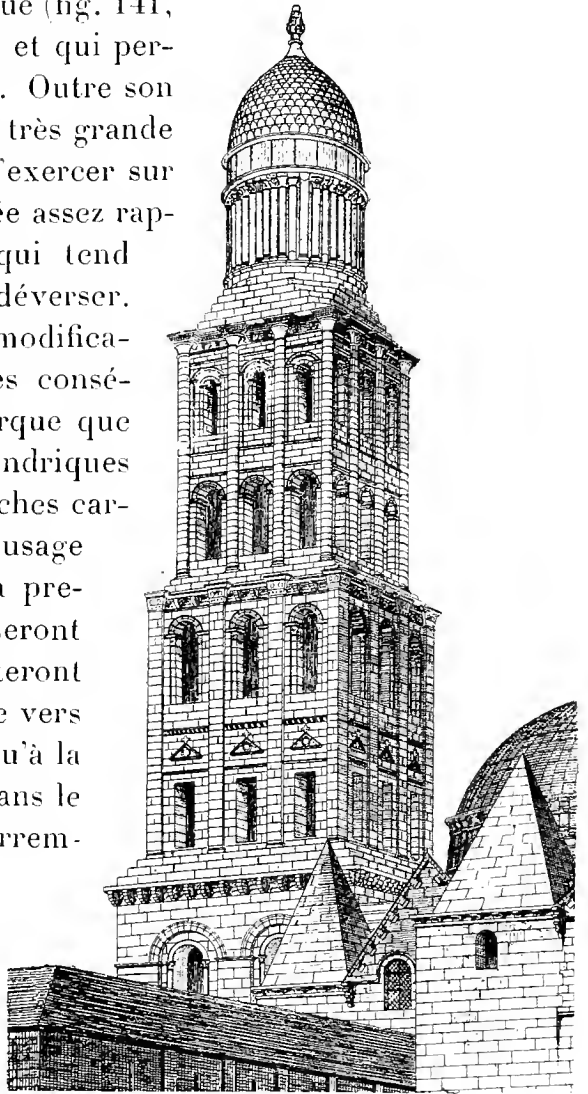 ue (fig. 141,
et qui per-
. Outre son
très grande
'exercer sur
ée assez rap-
qui tend
déverser.
modifica-
es consé-
rque que
ndriques
ches car-
usage
a pre-
seront
teront
e vers
u'à la
ans le
rrem-